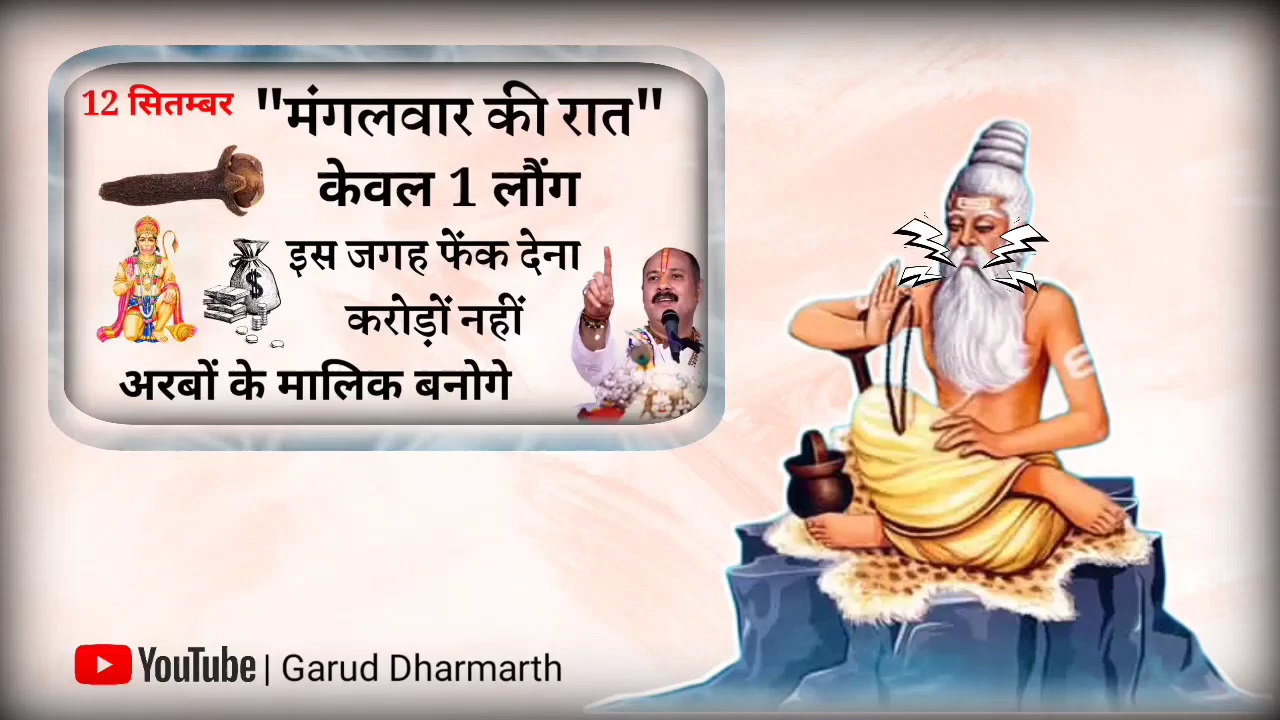 12 सितम्बर "मंगलवार की रात"
केवल 1 लौंग
इस जगह फेंक देना
करोड़ों नहीं
अरबों के मालिक बनोगे
YouTube | Garud Dharmarth